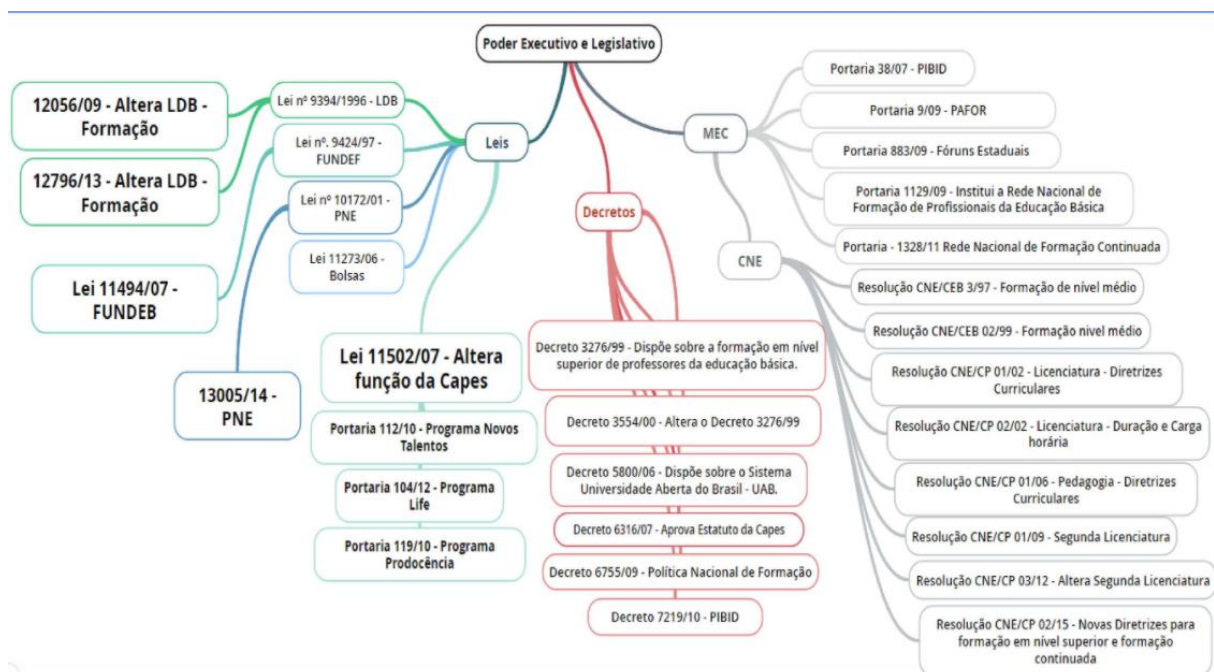 Poder Executivo e Legislativo
Leis
Lei nº 9394/1996 - LDB
12056/09 - Altera LDB -
Formação
12796/13 - Altera LDB -
Formação
Lei nº. 9424/97 -
FUNDEF
Lei 11494/07 -
FUNDEB
Lei nº 10172/01 -
PNE
13005/14 -
PNE
Lei 11273/06 -
Bolsas
Lei 11502/07 - Altera
função da Capes
Portaria 112/10 - Programa Novos
Talentos
Portaria 104/12 - Programa
Life
Portaria 119/10 - Programa
Prodocência
Decretos
Decreto 3276/99 - Dispõe sobre a formação em nível
superior de professores da educação básica.
Decreto 3554/00 - Altera o Decreto 3276/99
Decreto 5800/06 - Dispõe sobre o Sistema
Universidade Aberta do Brasil - UAB.
Decreto 6316/07 - Aprova Estatuto da Capes
Decreto 6755/09 - Política Nacional de Formação
Decreto 7219/10 - PIBID
MEC
Portaria 38/07 - PIBID
Portaria 9/09 - PAFOR
Portaria 883/09 - Fóruns Estaduais
Portaria 1129/09 - Institui a Rede Nacional de
Formação de Profissionais da Educação Básica
Portaria - 1328/11 Rede Nacional de Formação Continuada
CNE
Resolução CNE/CEB 3/97 - Formação de nível médio
Resolução CNE/CEB 02/99 - Formação nivel médio
Resolução CNE/CP 01/02 - Licenciatura - Diretrizes
Curriculares
Resolução CNE/CP 02/02 - Licenciatura - Duração e Carga
horária
Resolução CNE/CP 01/06 - Pedagogia - Diretrizes
Curriculares
Resolução CNE/CP 01/09 - Segunda Licenciatura
Resolução CNE/CP 03/12 - Altera Segunda Licenciatura
Resolução CNE/CP 02/15 - Novas Diretrizes para
formação em nível superior e formação
continuada